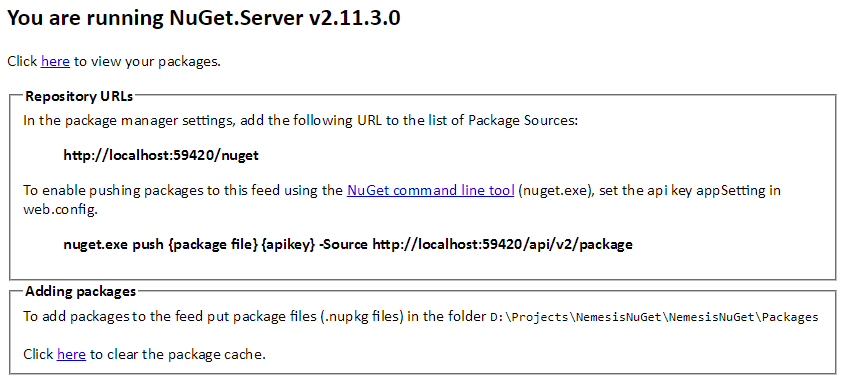 You are running NuGet.Server v2.11.3.0
Click here to view your packages.
Repository URLs
In the package manager settings, add the following URL to the list of Package Sources:
http://localhost:59420/nuget
To enable pushing packages to this feed using the NuGet command line tool (nuget.exe), set the api key appSetting in
web.config.
nuget.exe push {package file} {apikey} -Source http://localhost:59420/api/v2/package
Adding packages
To add packages to the feed put package files (.nupkg files) in the folder D:\Projects\NemesisNuGet\NemesisNuGet\Packages
Click here to clear the package cache.